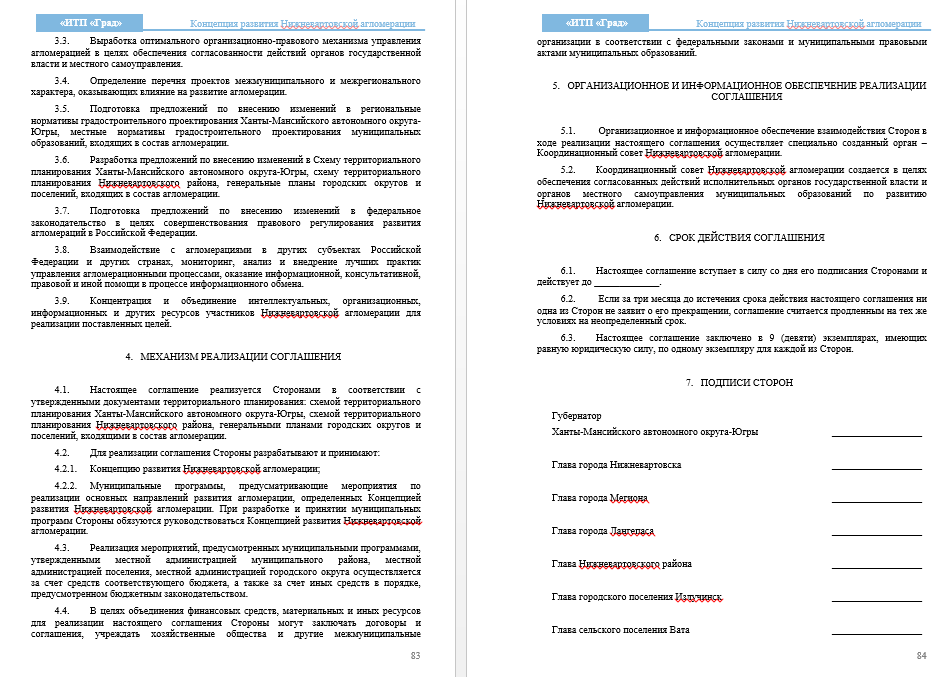 «ИТП «Град»
Концепция развития Нижневартовской агломерации
3.3. Выработка оптимального организационно-правового механизма управления
агломерацией в целях обеспечения согласованности действий органов государственной
власти и местного самоуправления.
3.4. Определение перечня проектов межмуниципального и межрегионального
характера, оказывающих влияние на развитие агломерации.
3.5. Подготовка предложений по внесению изменений в региональные
нормативы градостроительного проектирования Ханты-Мансийского автономного округа-
Югры, местные нормативы градостроительного проектирования муниципальных
образований, входящих в состав агломерации.
3.6. Разработка предложений по внесению изменений в Схему территориального
планирования Ханты-Мансийского автономного округа-Югры, схему территориального
планирования Нижневартовского района, генеральные планы городских округов и
поселений, входящих в состав агломерации.
3.7. Подготовка предложений по внесению изменений в федеральное
законодательство в целях совершенствования правового регулирования развития
агломераций в Российской Федерации.
3.8. Взаимодействие с агломерациями в других субъектах Российской
Федерации и других странах, мониторинг, анализ и внедрение лучших практик
управления агломерационными процессами, оказание информационной, консультативной,
правовой и иной помощи в процессе информационного обмена.
3.9. Концентрация и объединение интеллектуальных, организационных,
информационных и других ресурсов участников Нижневартовской агломерации для
реализации поставленных целей.
4. МЕХАНИЗМ РЕАЛИЗАЦИИ СОГЛАШЕНИЯ
4.1. Настоящее соглашение реализуется Сторонами в соответствии с
утвержденными документами территориального планирования: схемой территориального
планирования Ханты-Мансийского автономного округа-Югры, схемой территориального
планирования Нижневартовского района, генеральными планами городских округов и
поселений, входящими в состав агломерации.
4.2. Для реализации соглашения Стороны разрабатывают и принимают:
4.2.1. Концепцию развития Нижневартовской агломерации;
4.2.2. Муниципальные программы, предусматривающие мероприятия по
реализации основных направлений развития агломерации, определенных Концепцией
развития Нижневартовской агломерации. При разработке и принятии муниципальных
программ Стороны обязуются руководствоваться Концепцией развития Нижневартовской
агломерации.
4.3. Реализация мероприятий, предусмотренных муниципальными программами,
утвержденными местной администрацией муниципального района, местной
администрацией поселения, местной администрацией городского округа осуществляется
за счет средств соответствующего бюджета, а также за счет иных средств в порядке,
предусмотренном бюджетным законодательством.
4.4. В целях объединения финансовых средств, материальных и иных ресурсов
для реализации настоящего соглашения Стороны могут заключать договоры и
соглашения, учреждать хозяйственные общества и другие межмуниципальные
83
«ИТП «Град»
Концепция развития Нижневартовской агломерации
организации в соответствии с федеральными законами и муниципальными правовыми
актами муниципальных образований.
5. ОРГАНИЗАЦИОННОЕ И ИНФОРМАЦИОННОЕ ОБЕСПЕЧЕНИЕ РЕАЛИЗАЦИИ
СОГЛАШЕНИЯ
5.1. Организационное и информационное обеспечение взаимодействия Сторон в
ходе реализации настоящего соглашения осуществляет специально созданный орган –
Координационный совет Нижневартовской агломерации.
5.2. Координационный совет Нижневартовской агломерации создается в целях
обеспечения согласованных действий исполнительных органов государственной власти и
органов местного самоуправления муниципальных образований по развитию
Нижневартовской агломерации.
6. СРОК ДЕЙСТВИЯ СОГЛАШЕНИЯ
6.1. Настоящее соглашение вступает в силу со дня его подписания Сторонами и
действует до _____________.
6.2. Если за три месяца до истечения срока действия настоящего соглашения ни
одна из Сторон не заявит о его прекращении, соглашение считается продленным на тех же
условиях на неопределенный срок.
6.3. Настоящее соглашение заключено в 9 (девяти) экземплярах, имеющих
равную юридическую силу, по одному экземпляру для каждой из Сторон.
7. ПОДПИСИ СТОРОН
Губернатор
Ханты-Мансийского автономного округа-Югры __________________
Глава города Нижневартовска __________________
Глава города Мегиона __________________
Глава города Лангепаса __________________
Глава Нижневартовского района __________________
Глава городского поселения Излучинск __________________
Глава сельского поселения Вата __________________
84